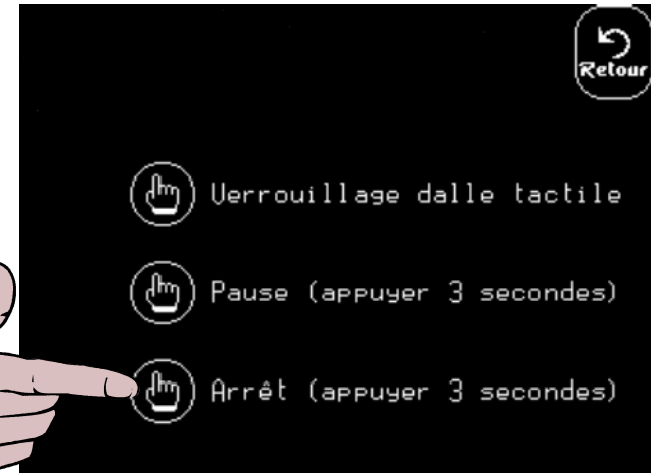 Retour
Verrouillage dalle tactile
Pause (appuyer 3 secondes)
Arrêt (appuyer 3 secondes)